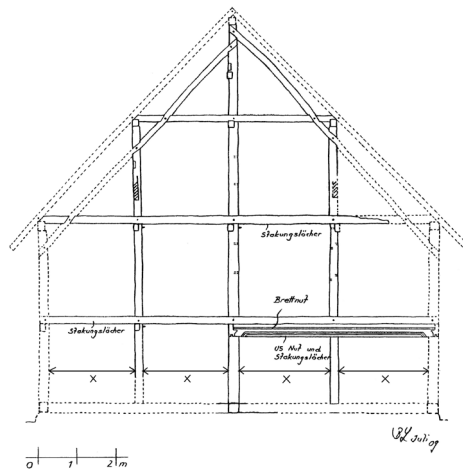 Stakungslöcher
Brettnut
Stakungslöcher
US Nut und
Stakungslöcher
x x x x
Juli 09
0 1 2 m